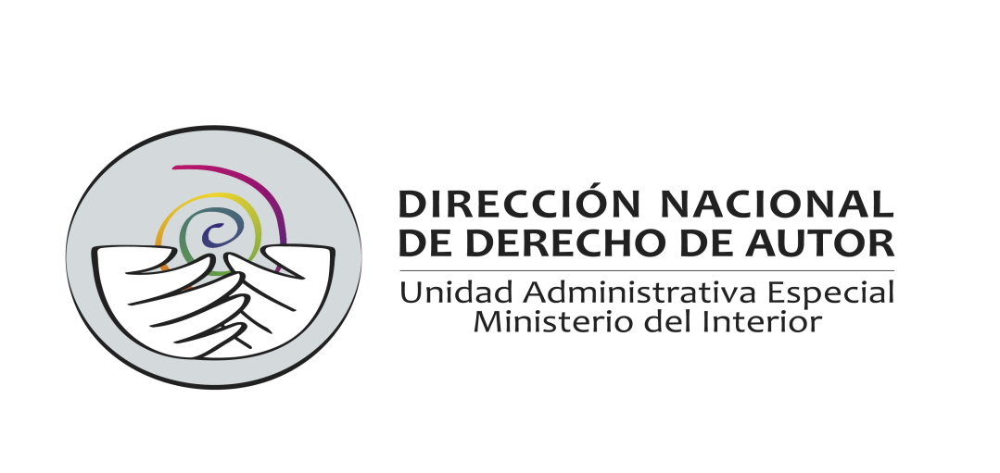 DIRECCIÓN NACIONAL
DE DERECHO DE AUTOR
Unidad Administrativa Especial
Ministerio del Interior